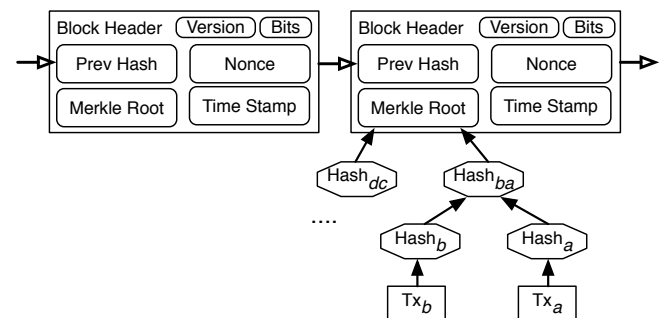 Block Header Version Bits
Prev Hash Nonce
Merkle Root Time Stamp
Block Header Version Bits
Prev Hash Nonce
Merkle Root Time Stamp
Hash_dc Hash_ba
....
Hash_b Hash_a
Tx_b Tx_a